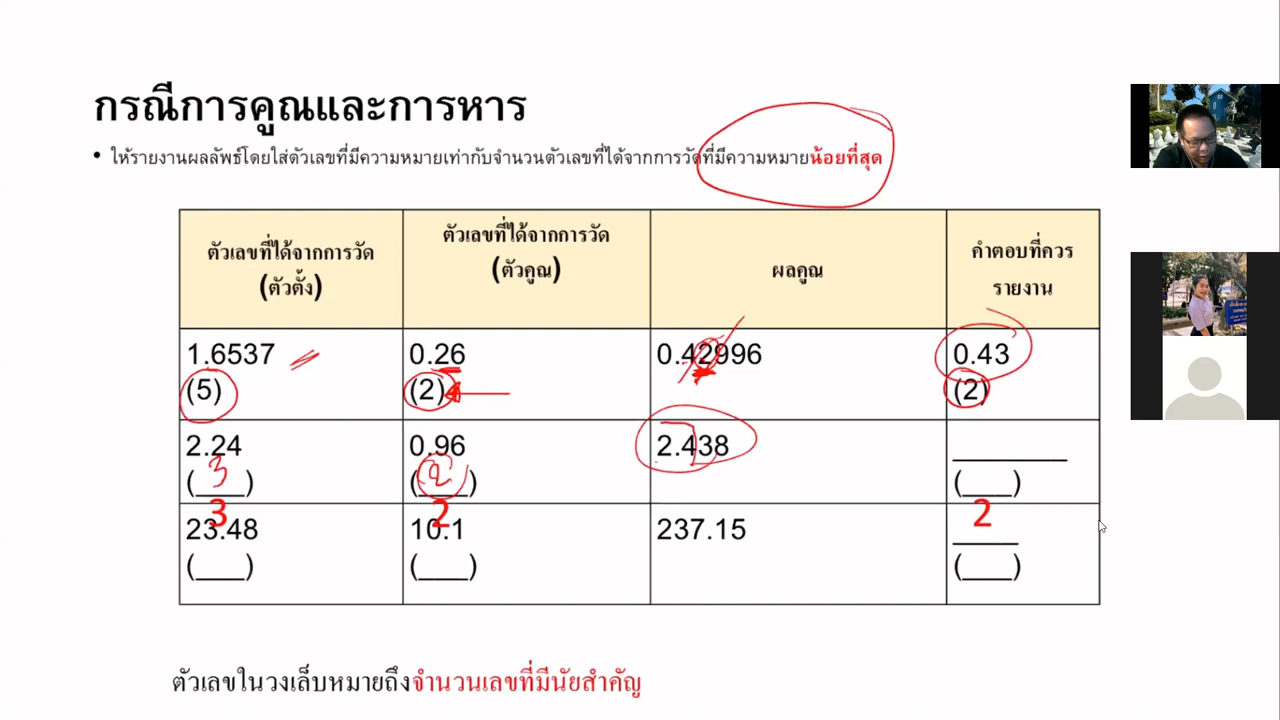 กรณีการคูณและการหาร
• ให้รายงานผลลัพธ์โดยใส่ตัวเลขที่มีความหมายเท่ากับจำนวนตัวเลขที่ได้จากการวัดที่มีความหมายน้อยที่สุด
ตัวเลขที่ได้จากการวัด (ตัวตั้ง)
ตัวเลขที่ได้จากการวัด (ตัวคูณ)
ผลคูณ
คำตอบที่ควรรายงาน
1.6537 0.26 0.42996 0.43
(5) (2) (2)
2.24 0.96 2.438 ________
(___) (___) (___)
3 2
3 2 2
23.48 10.1 237.15 ____
(___) (___) (___)
ตัวเลขในวงเล็บหมายถึงจำนวนเลขที่มีนัยสำคัญ